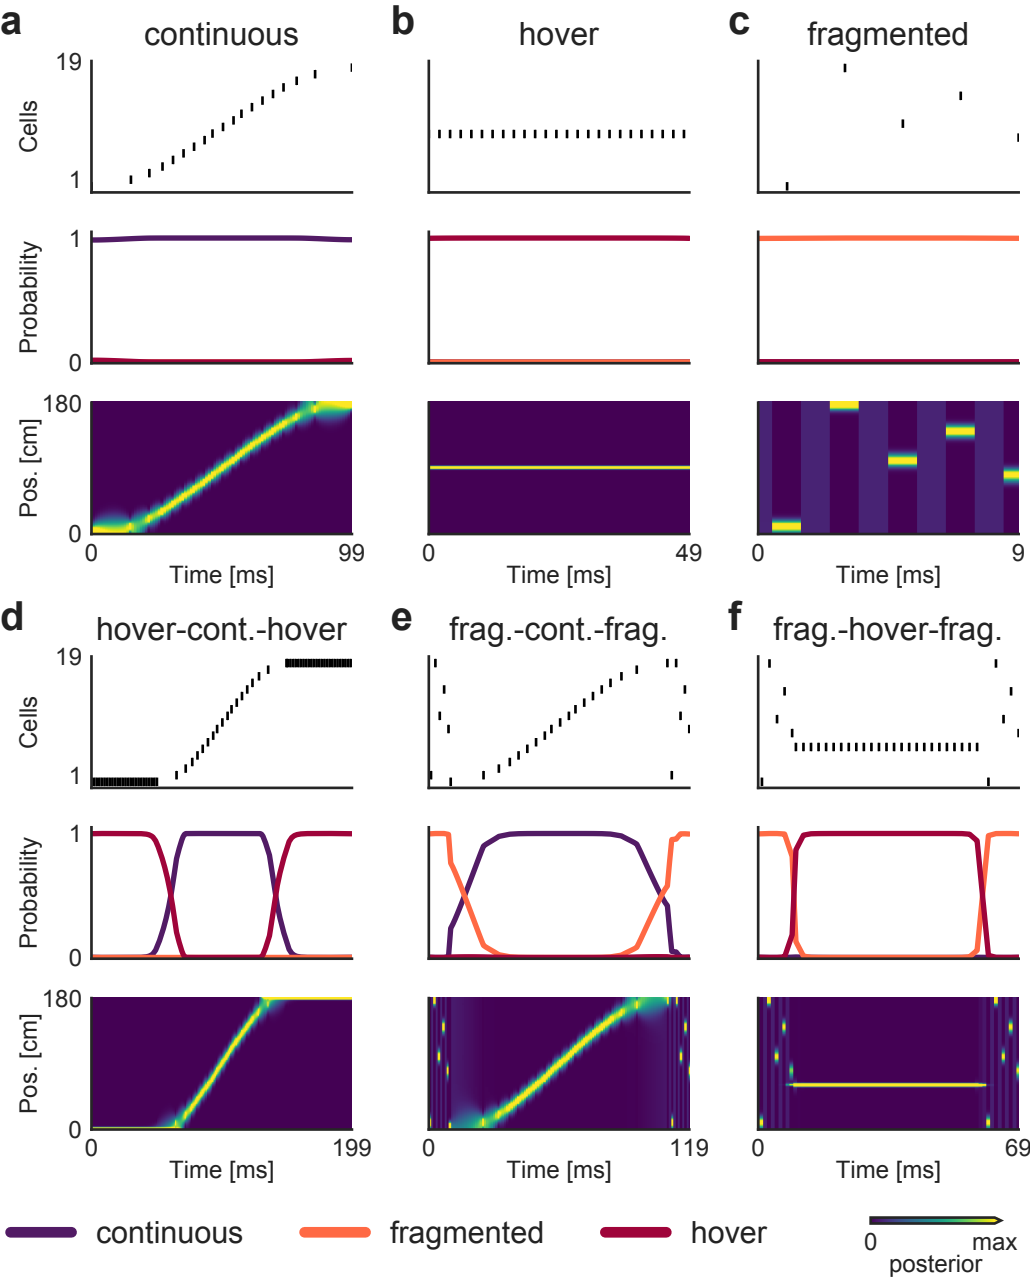 a continuous
b hover
c fragmented
Cells
19
1
Probability
1
0
Pos. [cm]
180
0
0 99
Time [ms]
0 49
Time [ms]
0 9
Time [ms]
d hover-cont.-hover
e frag.-cont.-frag.
f frag.-hover-frag.
Cells
19
1
Probability
1
0
Pos. [cm]
180
0
0 199
Time [ms]
0 119
Time [ms]
0 69
Time [ms]
continuous
fragmented
hover
0 max
posterior